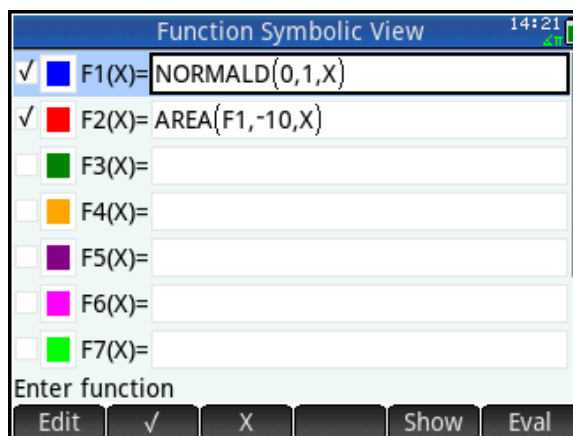 Function Symbolic View 14:21
∡π
√ F1(X)= NORMALD(0,1,X)
√ F2(X)= AREA(F1,-10,X)
F3(X)=
F4(X)=
F5(X)=
F6(X)=
F7(X)=
Enter function
Edit √ X Show Eval